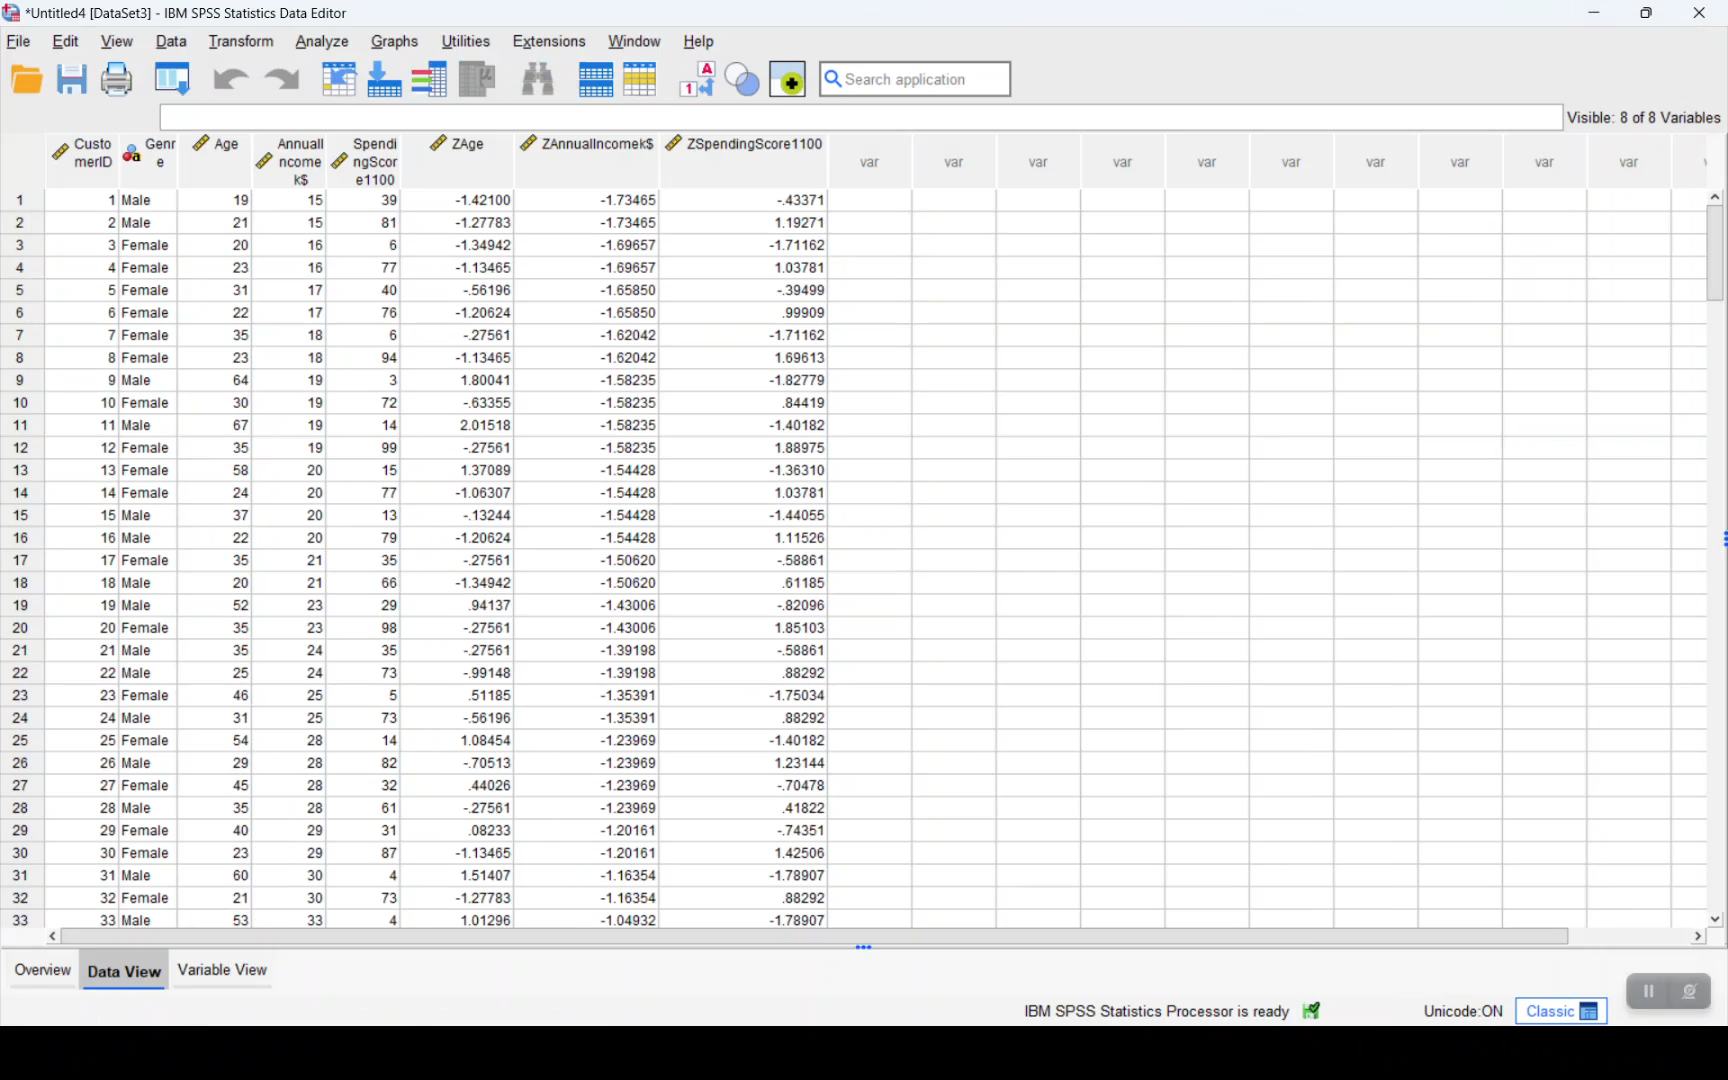 *Untitled4 [DataSet3] - IBM SPSS Statistics Data Editor
File Edit View Data Transform Analyze Graphs Utilities Extensions Window Help
Search application
Visible: 8 of 8 Variables
CustomerID Genre Age AnnualIncomek$ SpendingScore1100 ZAge ZAnnualIncomek$ ZSpendingScore1100 var var var var var var var var var var
1 1 Male 19 15 39 -1.42100 -1.73465 -.43371
2 2 Male 21 15 81 -1.27783 -1.73465 1.19271
3 3 Female 20 16 6 -1.34942 -1.69657 -1.71162
4 4 Female 23 16 77 -1.13465 -1.69657 1.03781
5 5 Female 31 17 40 -.56196 -1.65850 -.39499
6 6 Female 22 17 76 -1.20624 -1.65850 .99909
7 7 Female 35 18 6 -.27561 -1.62042 -1.71162
8 8 Female 23 18 94 -1.13465 -1.62042 1.69613
9 9 Male 64 19 3 1.80041 -1.58235 -1.82779
10 10 Female 30 19 72 -.63355 -1.58235 .84419
11 11 Male 67 19 14 2.01518 -1.58235 -1.40182
12 12 Female 35 19 99 -.27561 -1.58235 1.88975
13 13 Female 58 20 15 1.37089 -1.54428 -1.36310
14 14 Female 24 20 77 -1.06307 -1.54428 1.03781
15 15 Male 37 20 13 -.13244 -1.54428 -1.44055
16 16 Male 22 20 79 -1.20624 -1.54428 1.11526
17 17 Female 35 21 35 -.27561 -1.50620 -.58861
18 18 Male 20 21 66 -1.34942 -1.50620 .61185
19 19 Male 52 23 29 .94137 -1.43006 -.82096
20 20 Female 35 23 98 -.27561 -1.43006 1.85103
21 21 Male 35 24 35 -.27561 -1.39198 -.58861
22 22 Male 25 24 73 -.99148 -1.39198 .88292
23 23 Female 46 25 5 .51185 -1.35391 -1.75034
24 24 Male 31 25 73 -.56196 -1.35391 .88292
25 25 Female 54 28 14 1.08454 -1.23969 -1.40182
26 26 Male 29 28 82 -.70513 -1.23969 1.23144
27 27 Female 45 28 32 .44026 -1.23969 -.70478
28 28 Male 35 28 61 -.27561 -1.23969 .41822
29 29 Female 40 29 31 .08233 -1.20161 -.74351
30 30 Female 23 29 87 -1.13465 -1.20161 1.42506
31 31 Male 60 30 4 1.51407 -1.16354 -1.78907
32 32 Female 21 30 73 -1.27783 -1.16354 .88292
33 33 Male 53 33 4 1.01296 -1.04932 -1.78907
Overview Data View Variable View
IBM SPSS Statistics Processor is ready Unicode:ON Classic